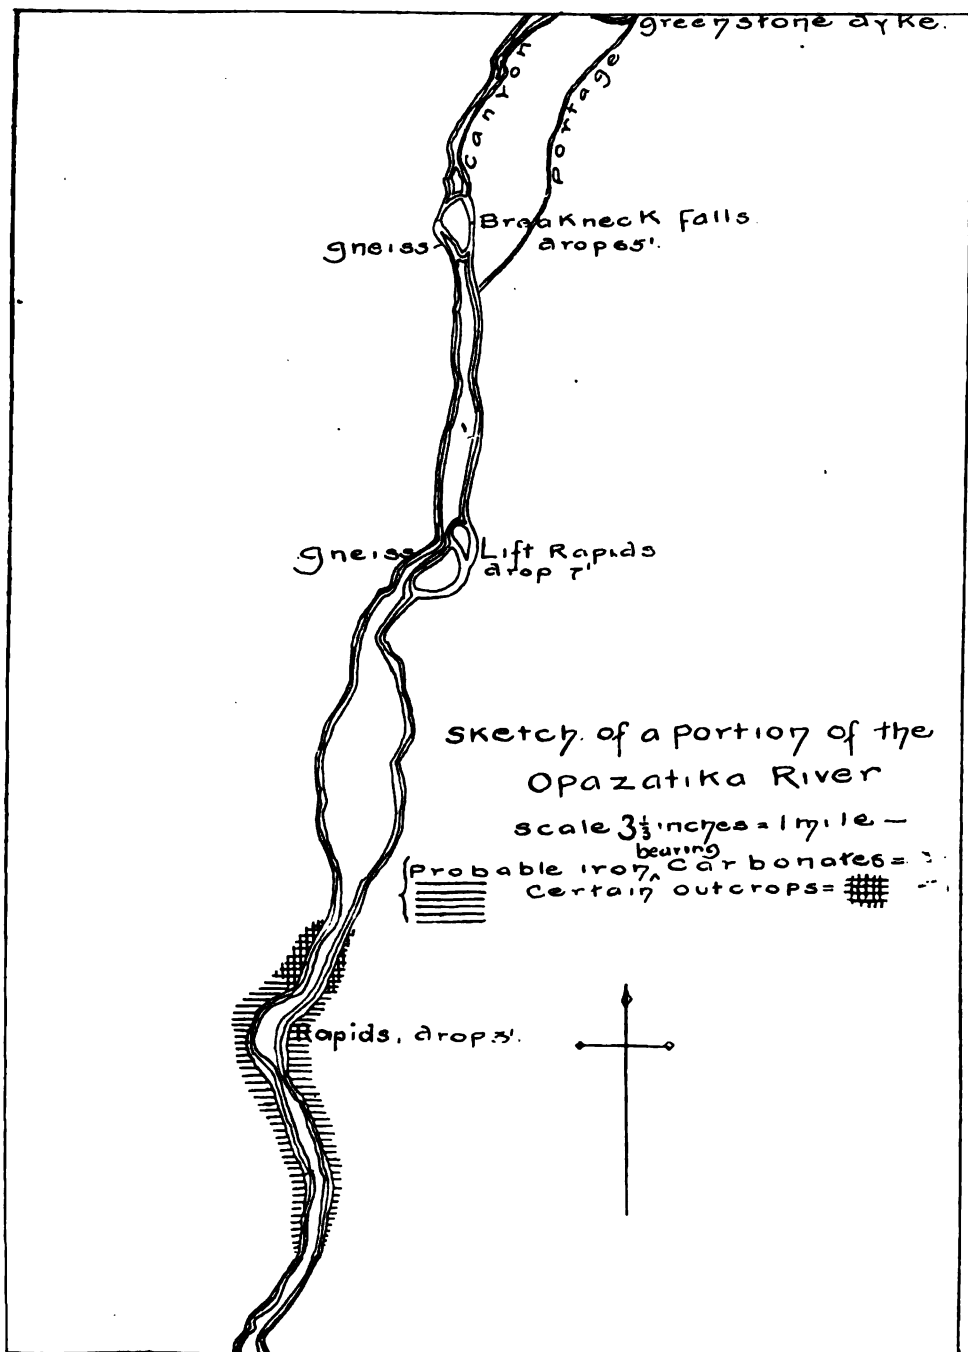 greenstone dyke.
canyon
portage
Breakneck Falls
drop 65'.
gneiss
gneiss
Lift Rapids
drop 7'
Sketch of a portion of the
Opazatika River
scale 3⅓ inches = 1 mile —
bearing
Probable iron ‸ Carbonates =
Certain outcrops =
Rapids, drop 3'.